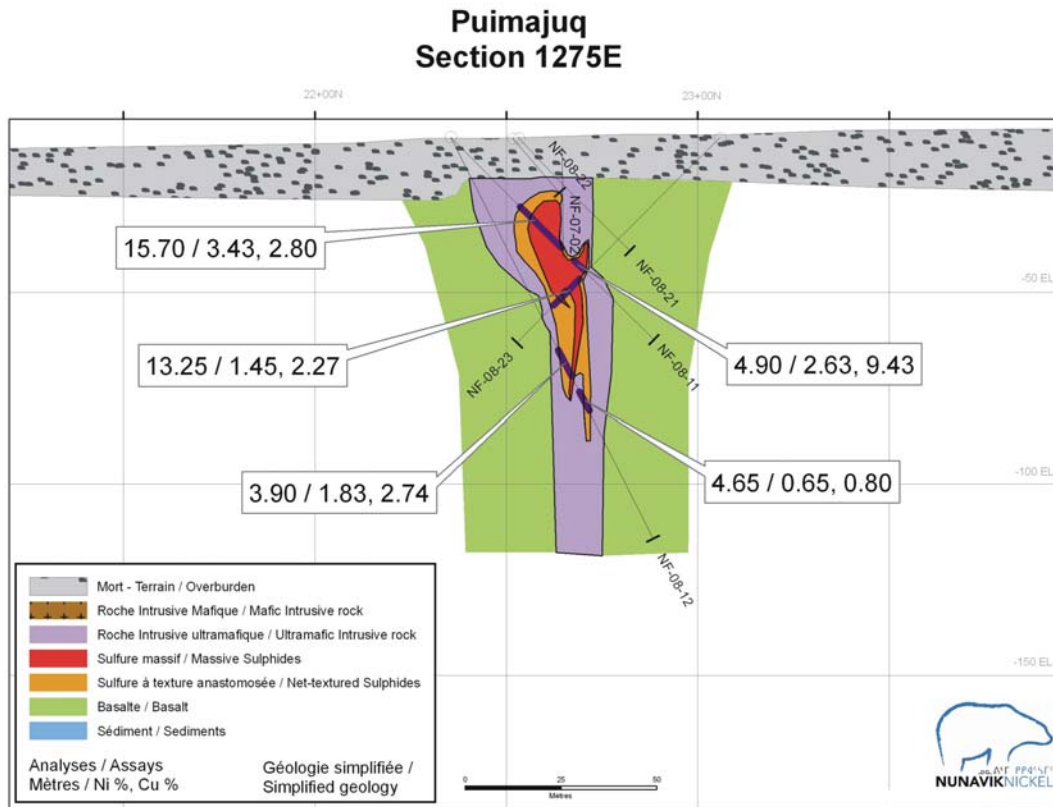 Puimajuq
Section 1275E
22+00N
23+00N
NF-08-22
NF-07-02
15.70 / 3.43, 2.80
NF-08-21
-50 EL
13.25 / 1.45, 2.27
NF-08-23
NF-08-11
4.90 / 2.63, 9.43
3.90 / 1.83, 2.74
4.65 / 0.65, 0.80
-100 EL
NF-08-12
Mort - Terrain / Overburden
Roche Intrusive Mafique / Mafic Intrusive rock
Roche Intrusive ultramafique / Ultramafic Intrusive rock
Sulfure massif / Massive Sulphides
Sulfure à texture anastomosée / Net-textured Sulphides
Basalte / Basalt
Sédiment / Sediments
Analyses / Assays
Mètres / Ni %, Cu %
Géologie simplifiée /
Simplified geology
-150 EL
0 25 50
Mètres
NUNAVIKNICKEL